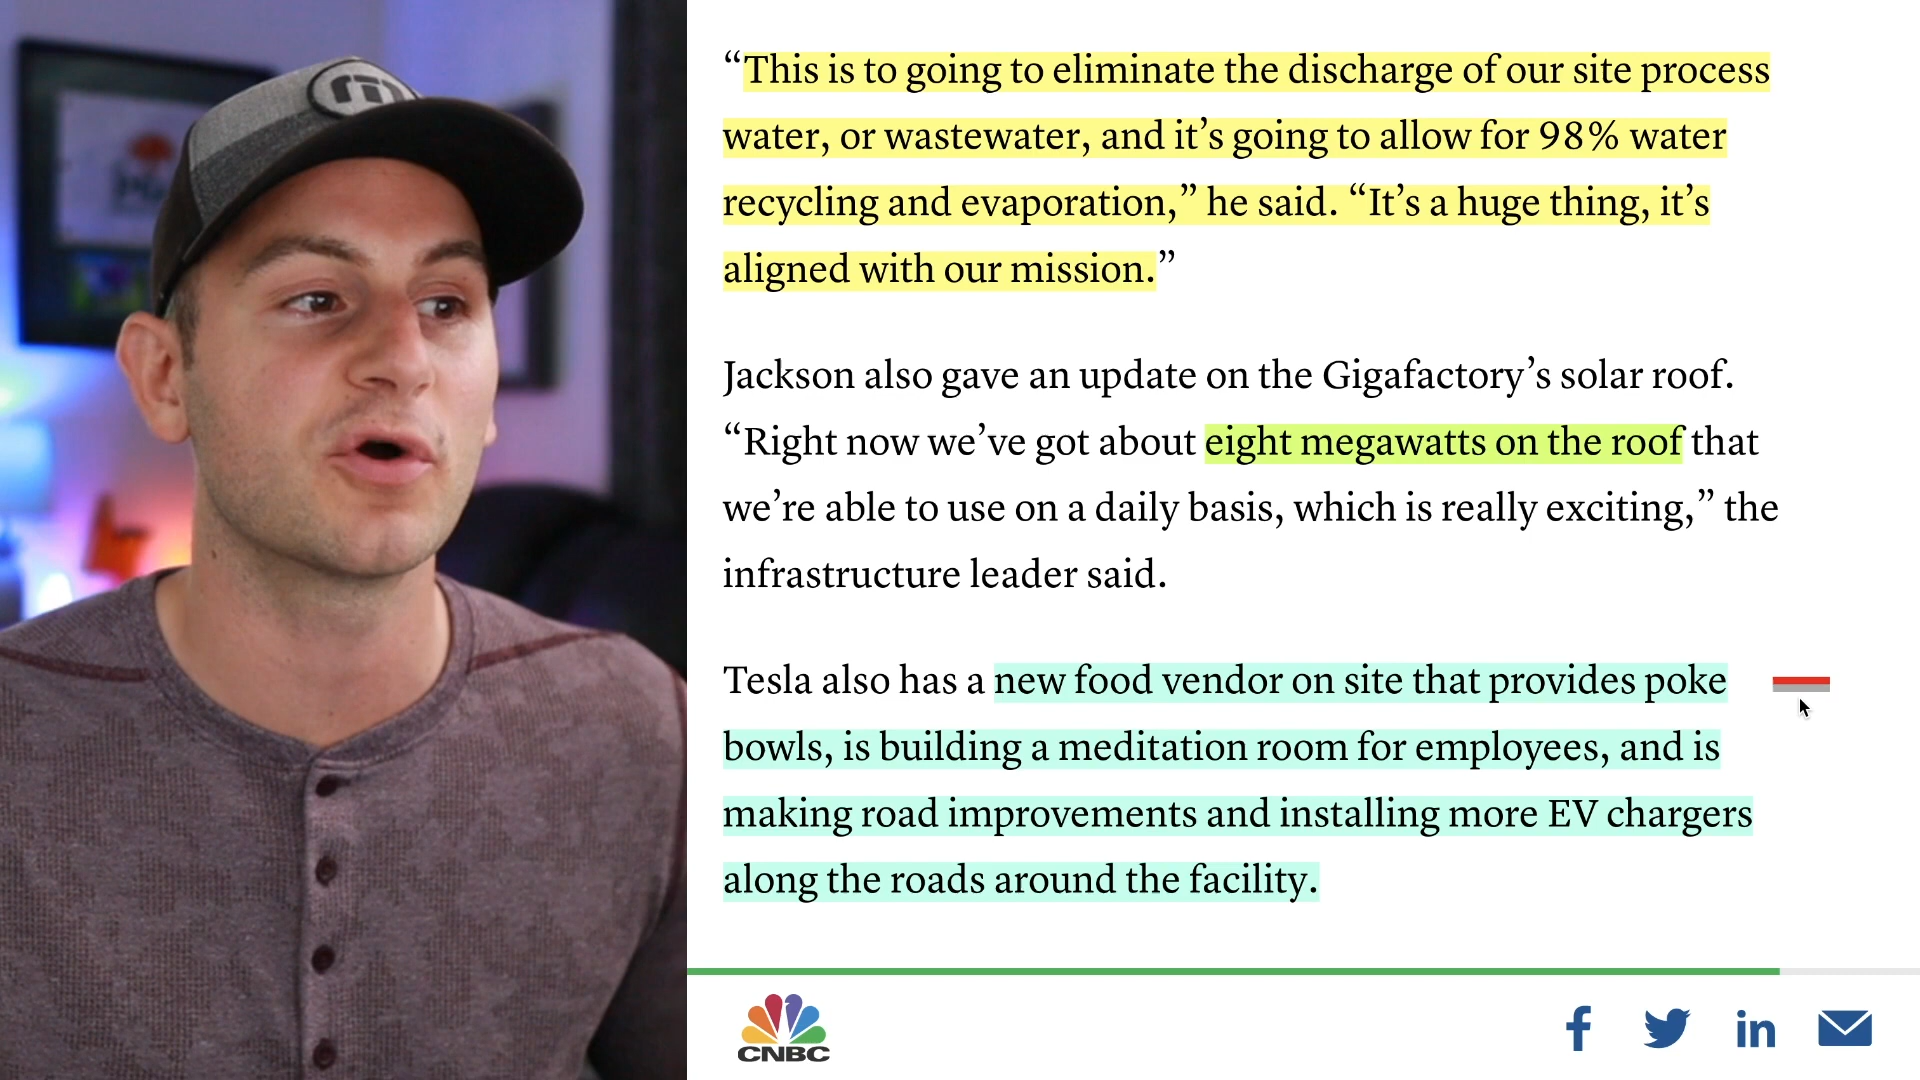 “This is to going to eliminate the discharge of our site process
water, or wastewater, and it’s going to allow for 98% water
recycling and evaporation,” he said. “It’s a huge thing, it’s
aligned with our mission.”
Jackson also gave an update on the Gigafactory’s solar roof.
“Right now we’ve got about eight megawatts on the roof that
we’re able to use on a daily basis, which is really exciting,” the
infrastructure leader said.
Tesla also has a new food vendor on site that provides poke
bowls, is building a meditation room for employees, and is
making road improvements and installing more EV chargers
along the roads around the facility.
CNBC